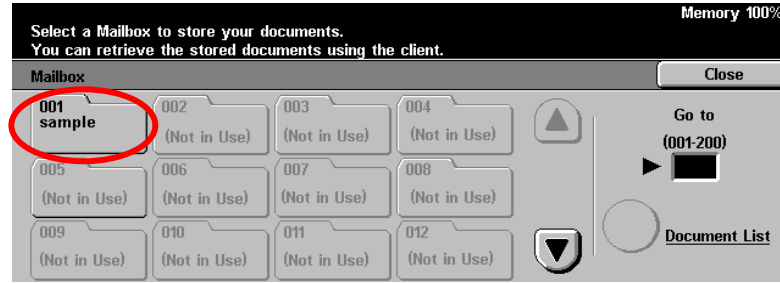 Memory 100%
Select a Mailbox to store your documents.
You can retrieve the stored documents using the client.
Mailbox
Close
001 002 003 004
sample (Not in Use) (Not in Use) (Not in Use)
Go to
(001-200)
005 006 007 008
(Not in Use) (Not in Use) (Not in Use) (Not in Use)
009 010 011 012
(Not in Use) (Not in Use) (Not in Use) (Not in Use)
Document List